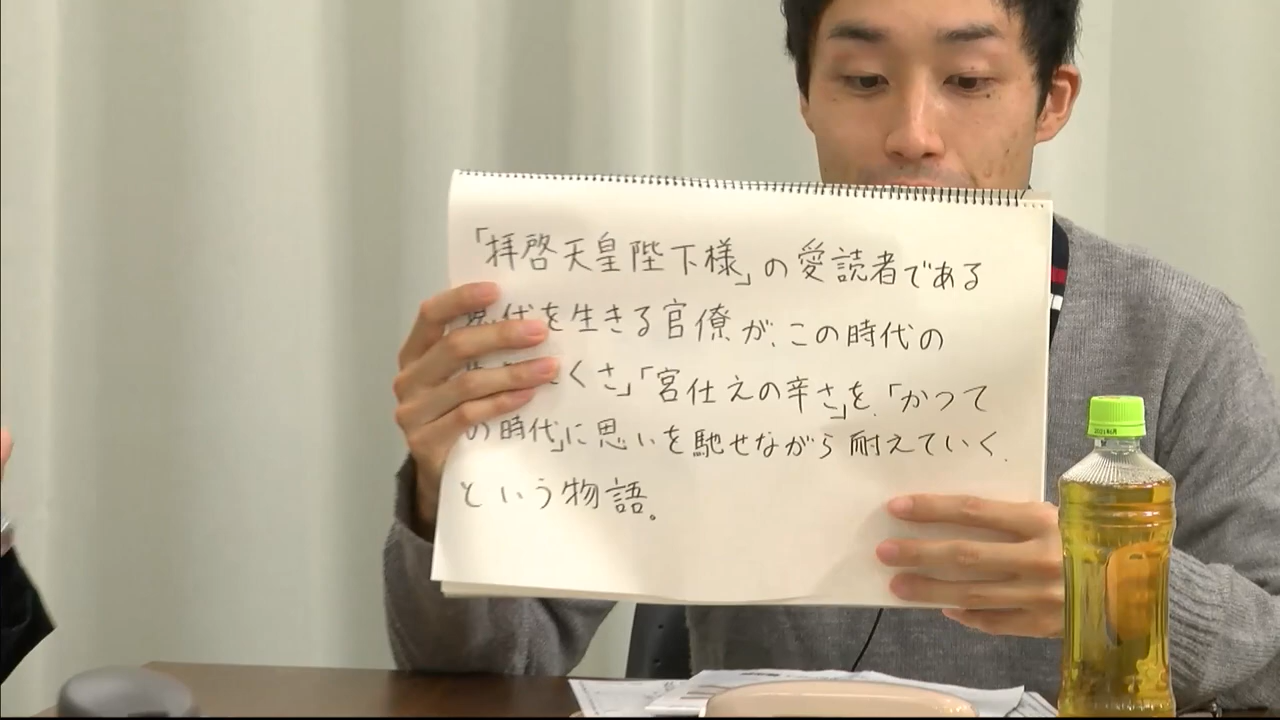 「拝啓天皇陛下様」の愛読者である
代を生きる官僚が、この時代の
くさ」「宮仕えの辛さ」を、「かつて
の時代」に思いを馳せながら耐えていく、
という物語。